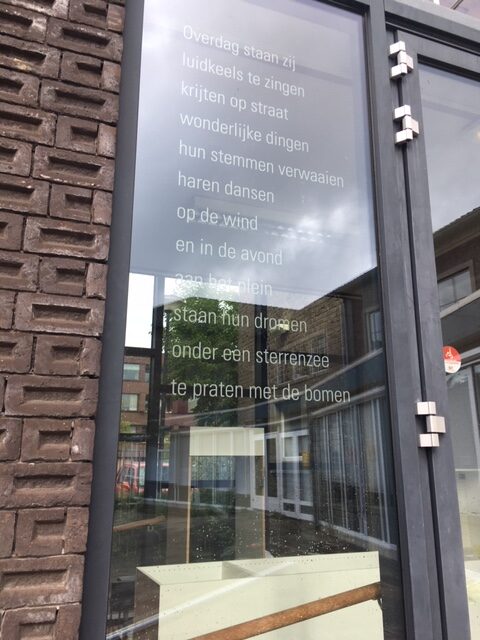 Overdag staan zij
luidkeels te zingen
krijten op straat
wonderlijke dingen
hun stemmen verwaaien
haren dansen
op de wind
en in de avond
aan het plein
staan hun dromen
onder een sterrenzee
te praten met de bomen